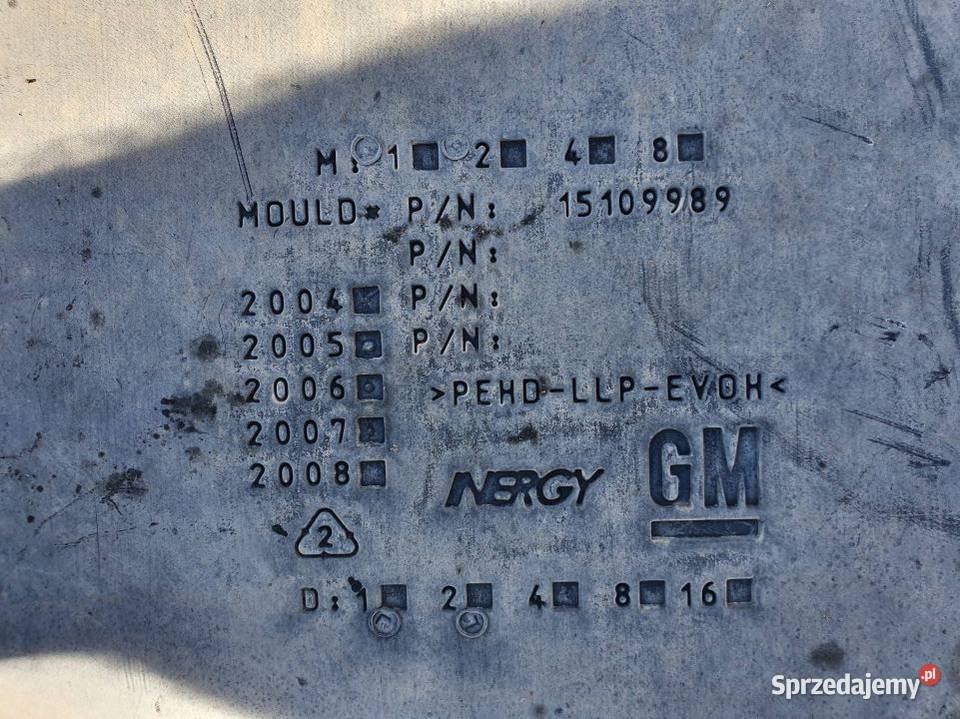 M: 1 2 4 8
MOULD* P/N: 15109989
P/N:
2004 P/N:
2005 P/N:
2006 >PEHD-LLP-EVOH<
2007
2008 INERGY GM
2
D: 1 2 4 8 16
Sprzedajemy.pl